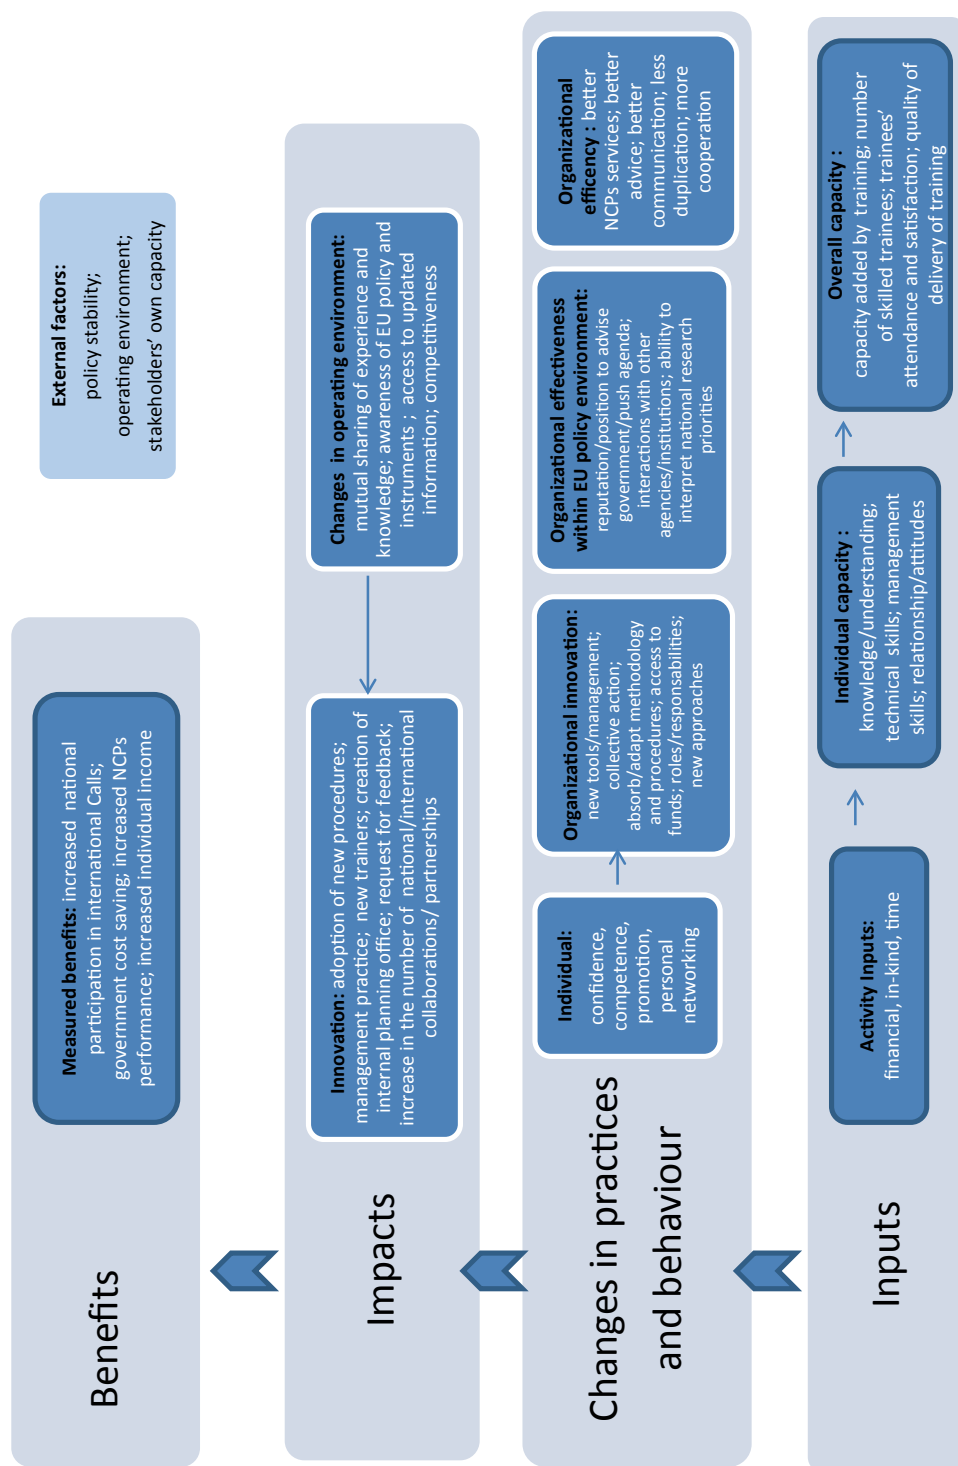 Benefits
Measured benefits: increased national
participation in international Calls;
government cost saving; increased NCPs
performance; increased individual income
External factors:
policy stability;
operating environment;
stakeholders’ own capacity
Impacts
Innovation: adoption of new procedures;
management practice; new trainers; creation of
internal planning office; request for feedback;
increase in the number of national/international
collaborations/ partnerships
Changes in operating environment:
mutual sharing of experience and
knowledge; awareness of EU policy and
instruments ; access to updated
information; competitiveness
Changes in practices
and behaviour
Individual:
confidence,
competence,
promotion,
personal
networking
Organizational innovation:
new tools/management;
collective action;
absorb/adapt methodology
and procedures; access to
funds; roles/responsabilities;
new approaches
Organizational effectiveness
within EU policy environment:
reputation/position to advise
government/push agenda;
interactions with other
agencies/institutions; ability to
interpret national research
priorities
Organizational
efficency : better
NCPs services; better
advice; better
communication; less
duplication; more
cooperation
Inputs
Activity Inputs:
financial, in-kind, time
Individual capacity :
knowledge/understanding;
technical skills; management
skills; relationship/attitudes
Overall capacity :
capacity added by training; number
of skilled trainees; trainees’
attendance and satisfaction; quality of
delivery of training